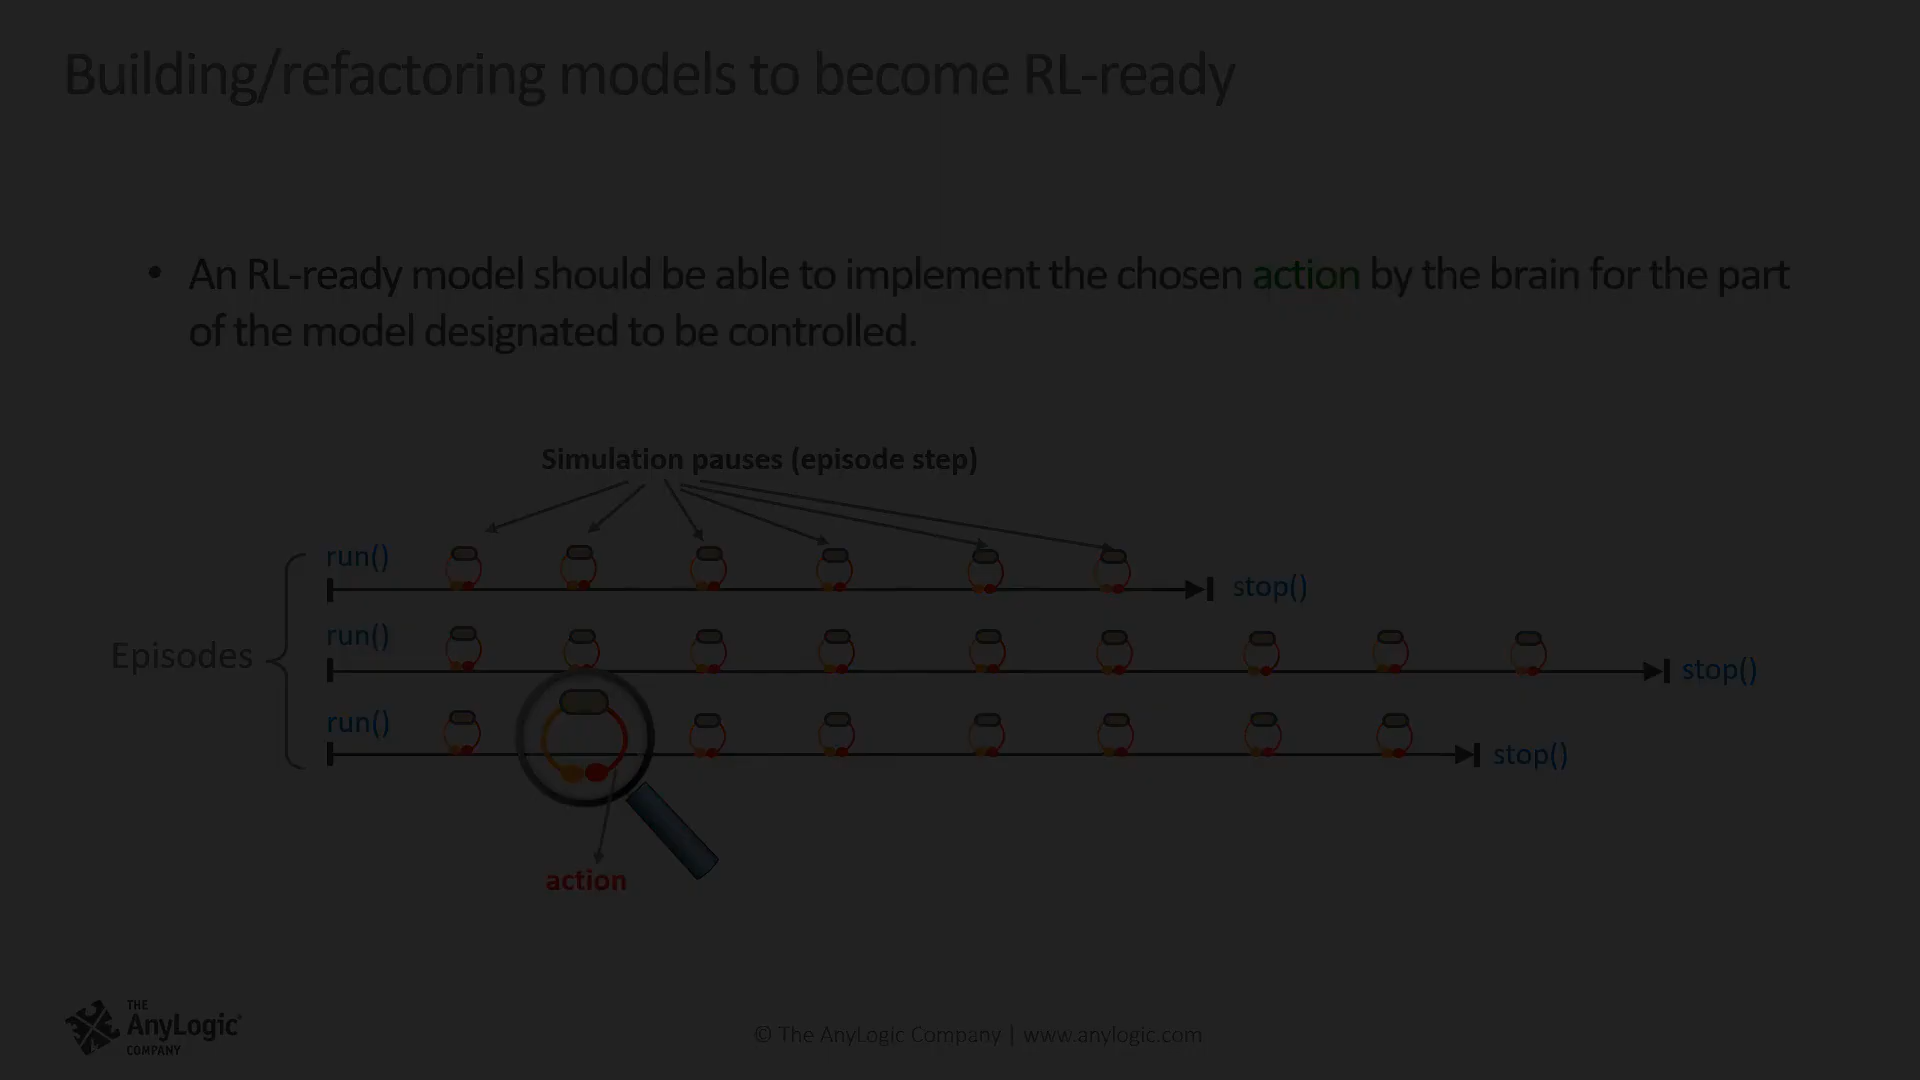 Building/refactoring models to become RL-ready
• An RL-ready model should be able to implement the chosen action by the brain for the part
of the model designated to be controlled.
Simulation pauses (episode step)
run()
stop()
run()
Episodes
stop()
run()
stop()
action
THE
AnyLogic®
COMPANY
© The AnyLogic Company | www.anylogic.com